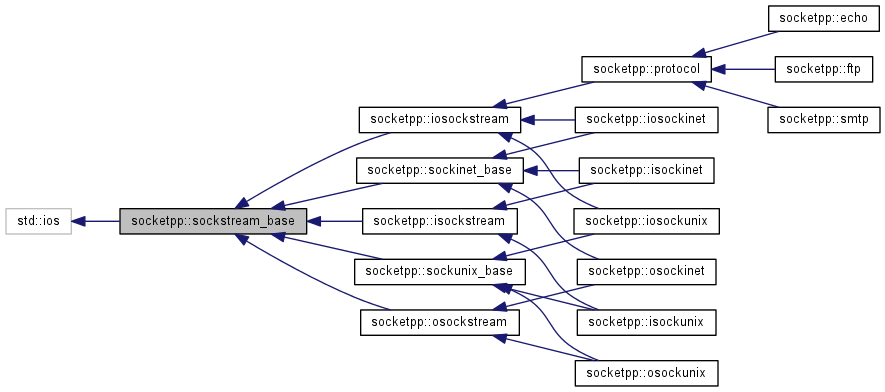 socketpp::echo
socketpp::protocol
socketpp::ftp
socketpp::smtp
socketpp::iosockstream
socketpp::iosockinet
socketpp::sockinet_base
socketpp::isockinet
std::ios
socketpp::sockstream_base
socketpp::isockstream
socketpp::iosockunix
socketpp::sockunix_base
socketpp::osockinet
socketpp::osockstream
socketpp::isockunix
socketpp::osockunix